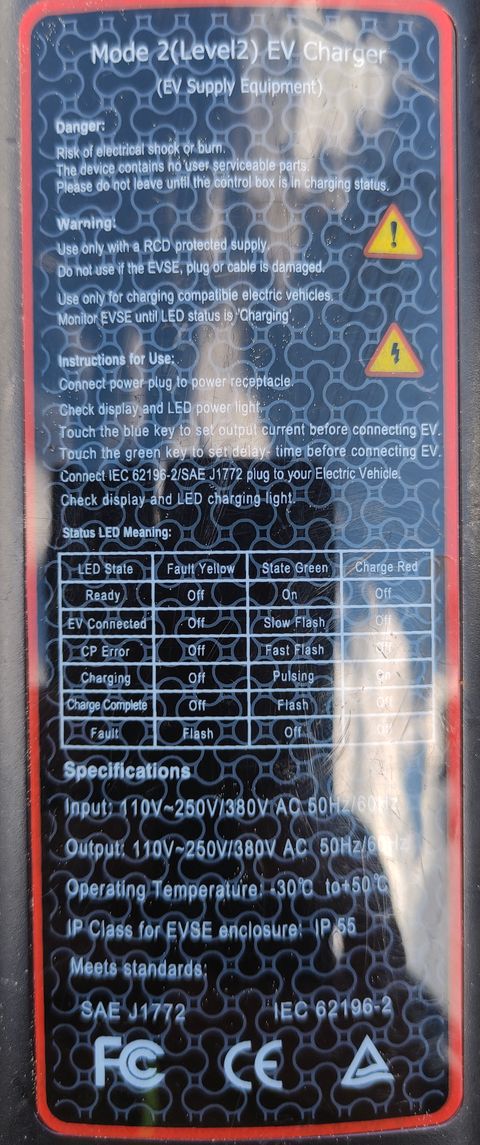 Mode 2(Level2) EV Charger
(EV Supply Equipment)
Danger:
Risk of electrical shock or burn.
The device contains no user serviceable parts.
Please do not leave until the control box is in charging status.
Warning:
Use only with a RCD protected supply.
Do not use if the EVSE, plug or cable is damaged.
Use only for charging compatible electric vehicles.
Monitor EVSE until LED status is 'Charging'.
Instructions for Use:
Connect power plug to power receptacle.
Check display and LED power light.
Touch the blue key to set output current before connecting EV.
Touch the green key to set delay- time before connecting EV.
Connect IEC 62196-2/SAE J1772 plug to your Electric Vehicle.
Check display and LED charging light.
Status LED Meaning:
LED State Fault Yellow State Green Charge Red
Ready Off On Off
EV Connected Off Slow Flash Off
CP Error Off Fast Flash Off
Charging Off Pulsing On
Charge Complete Off Flash Off
Fault Flash Off Off
Specifications
Input: 110V~250V/380V AC 50Hz/60Hz
Output: 110V~250V/380V AC 50Hz/60Hz
Operating Temperature: -30℃ to+50℃
IP Class for EVSE enclosure: IP 55
Meets standards:
SAE J1772 IEC 62196-2
FC CE